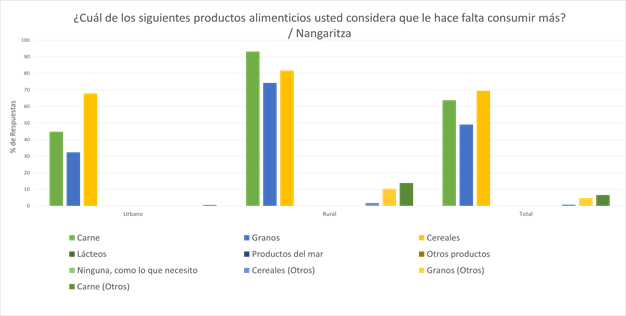 ¿Cuál de los siguientes productos alimenticios usted considera que le hace falta consumir más?
/ Nangaritza
100
90
80
70
60
50
40
30
20
10
0
% de Respuestas
Urbano Rural Total
Carne Granos Cereales
Lácteos Productos del mar Otros productos
Ninguna, como lo que necesito Cereales (Otros) Granos (Otros)
Carne (Otros)